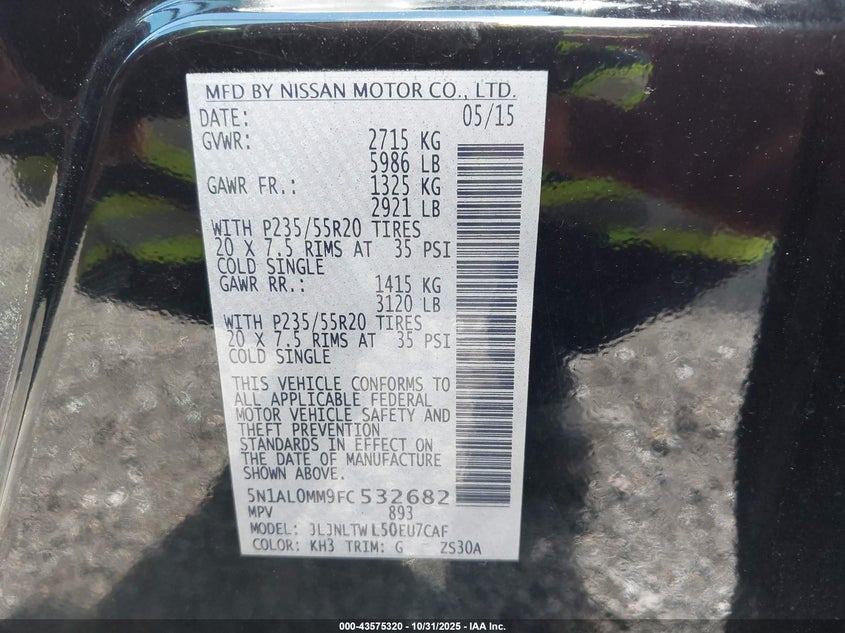 MFD BY NISSAN MOTOR CO., LTD.
DATE: 05/15
GVWR: 2715 KG
5986 LB
GAWR FR.: 1325 KG
2921 LB
WITH P235/55R20 TIRES
20 X 7.5 RIMS AT 35 PSI
COLD SINGLE
GAWR RR.: 1415 KG
3120 LB
WITH P235/55R20 TIRES
20 X 7.5 RIMS AT 35 PSI
COLD SINGLE
THIS VEHICLE CONFORMS TO
ALL APPLICABLE FEDERAL
MOTOR VEHICLE SAFETY AND
THEFT PREVENTION
STANDARDS IN EFFECT ON
THE DATE OF MANUFACTURE
SHOWN ABOVE.
5N1AL0MM9FC532682
MPV 893
MODEL: JLJNLTWL50EU7CAF
COLOR: KH3 TRIM: G ZS30A
000-43575320 - 10/31/2025 - IAA Inc.